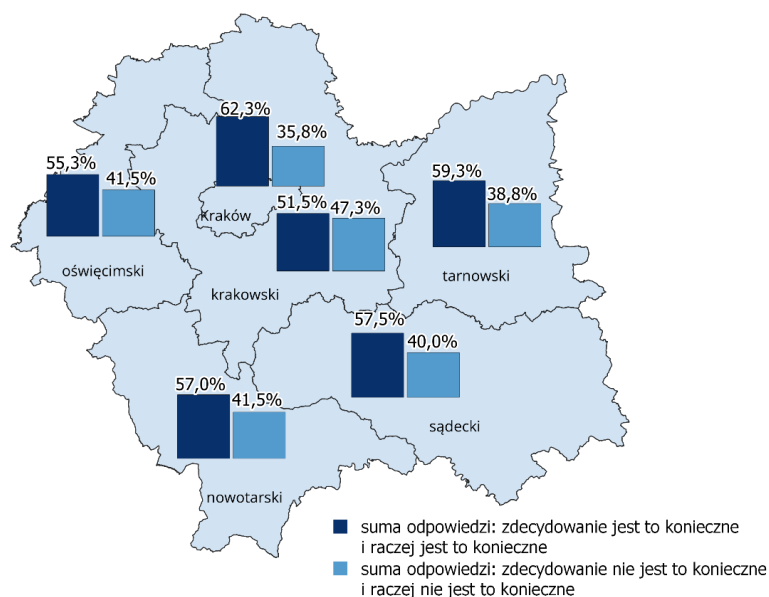 62,3%
35,8%
55,3%
41,5%
59,3%
38,8%
Kraków
51,5%
47,3%
oświęcimski
krakowski
tarnowski
57,5%
40,0%
57,0%
41,5%
sądecki
nowotarski
suma odpowiedzi: zdecydowanie jest to konieczne
i raczej jest to konieczne
suma odpowiedzi: zdecydowanie nie jest to konieczne
i raczej nie jest to konieczne